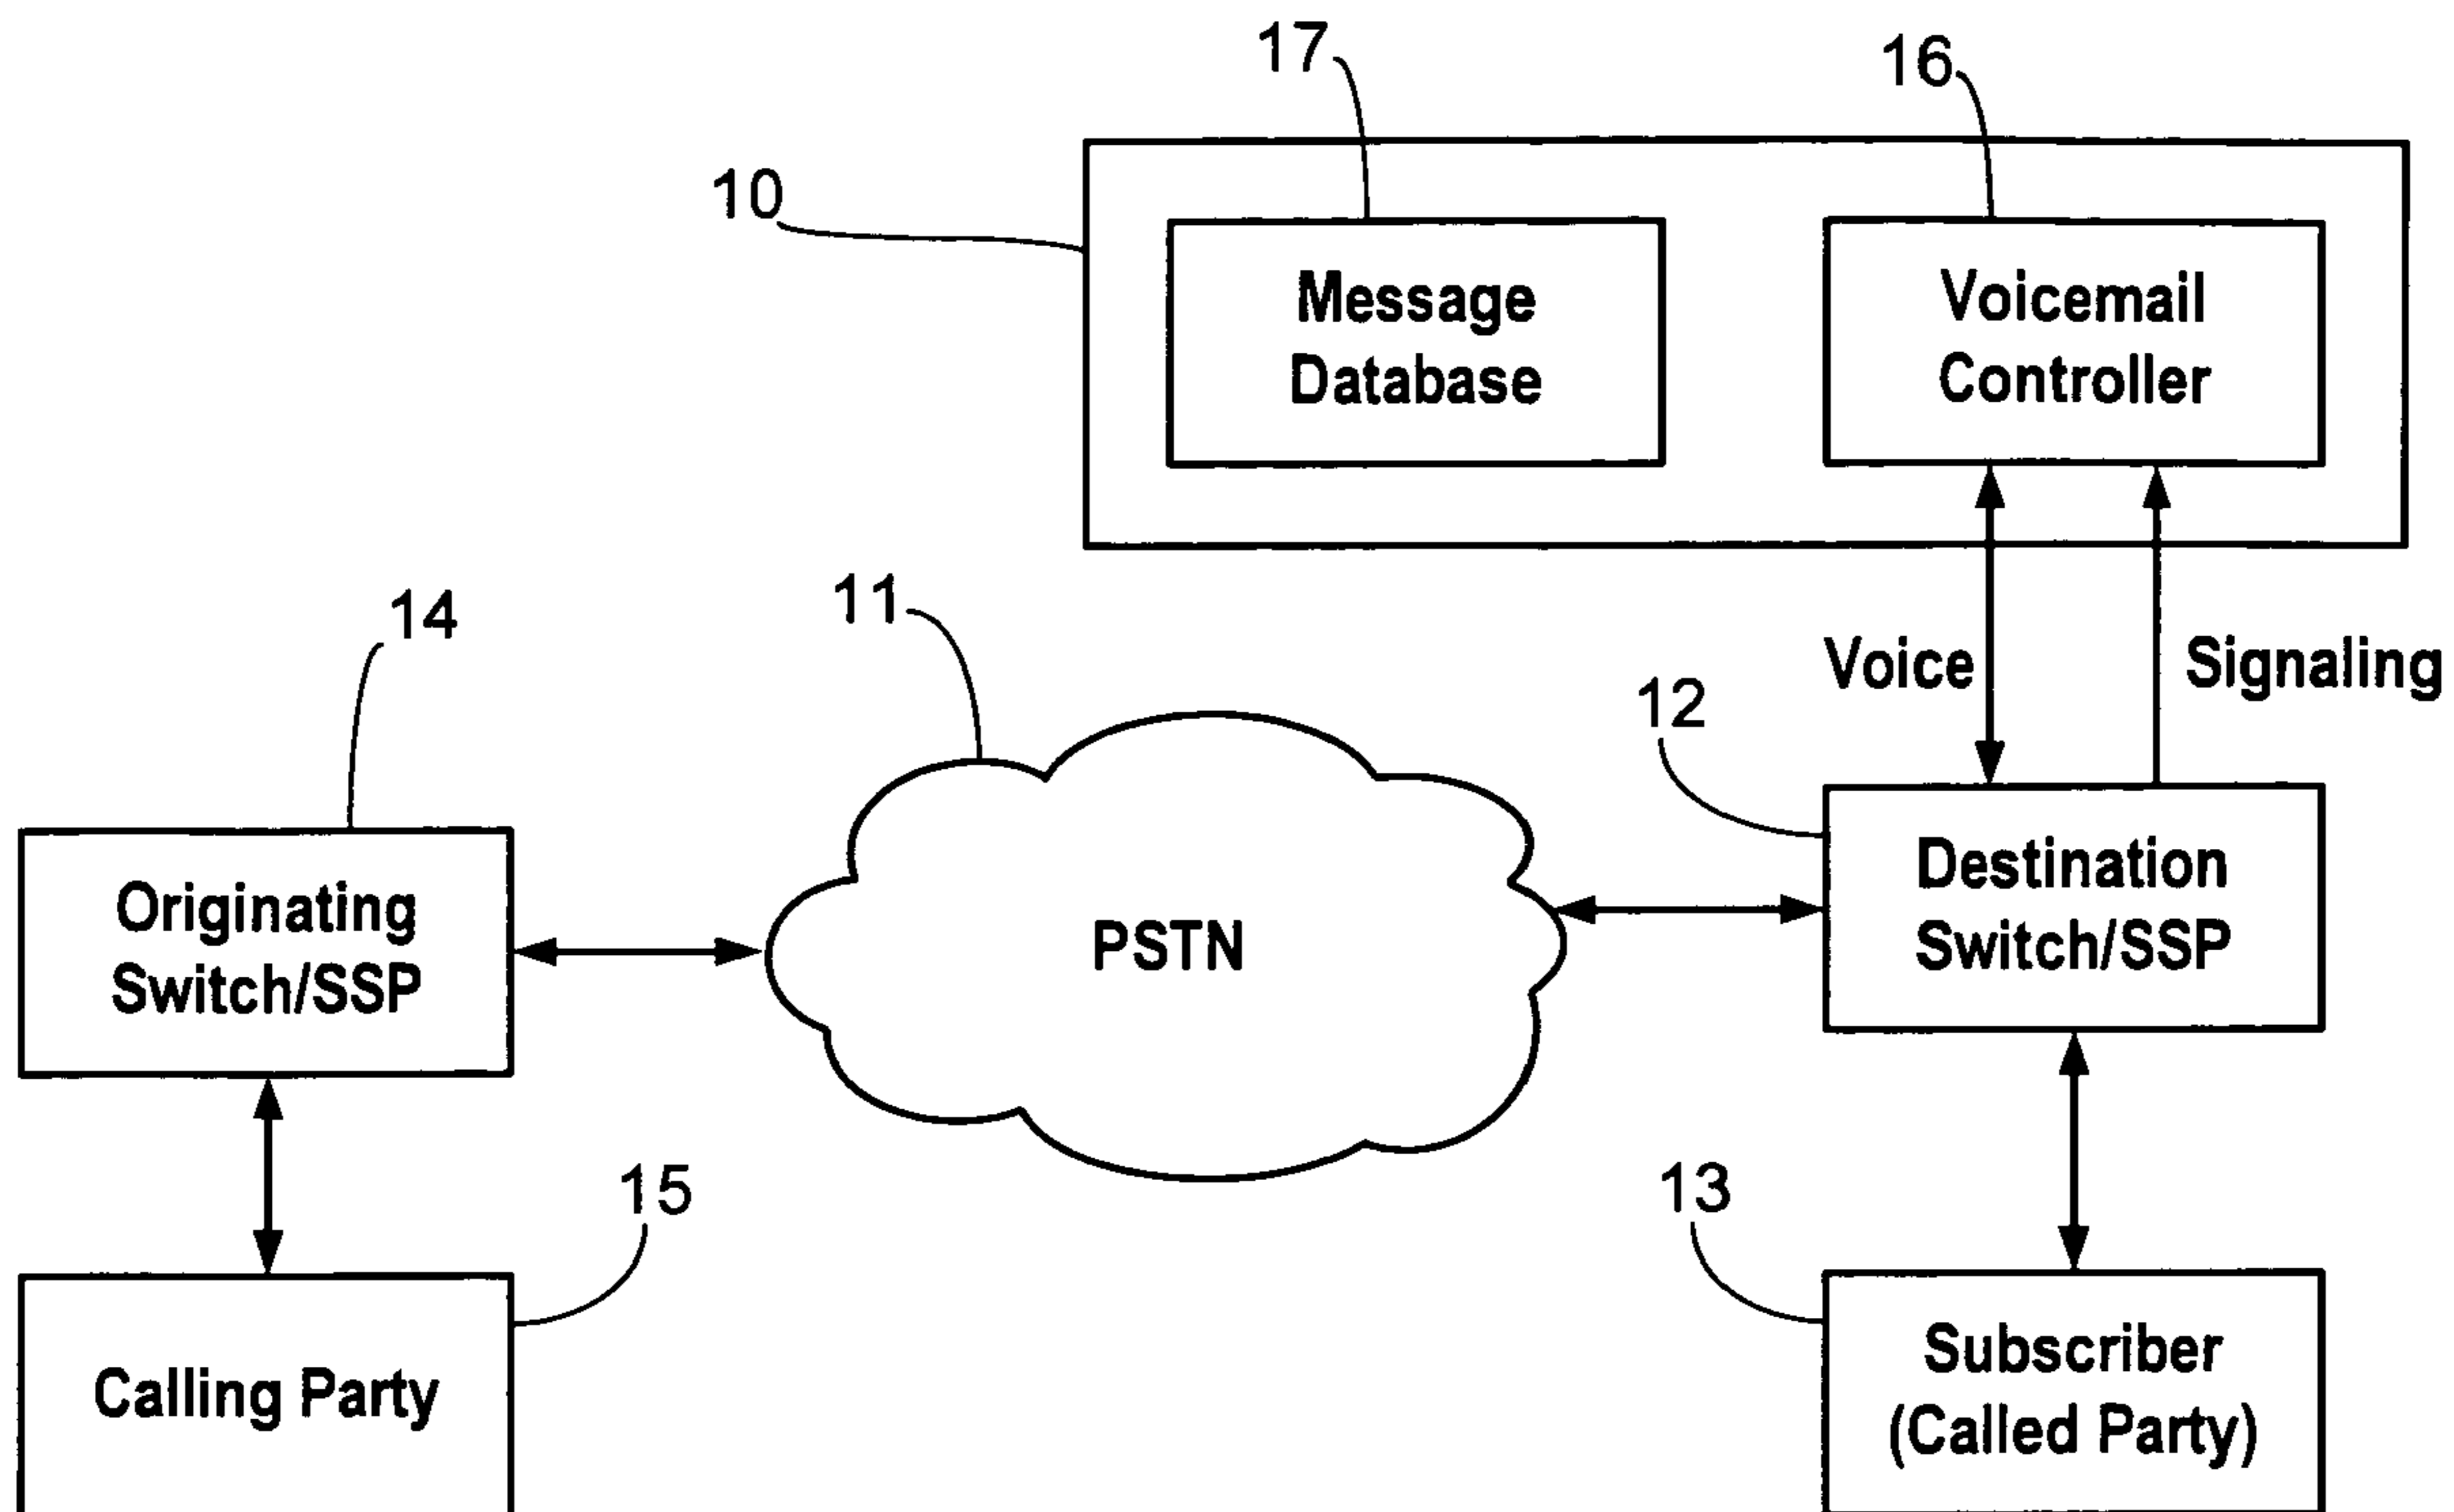 17
16
10
Message
Database
Voicemail
Controller
14
11
Voice
Signaling
12
Originating
Switch/SSP
PSTN
Destination
Switch/SSP
15
13
Calling Party
Subscriber
(Called Party)